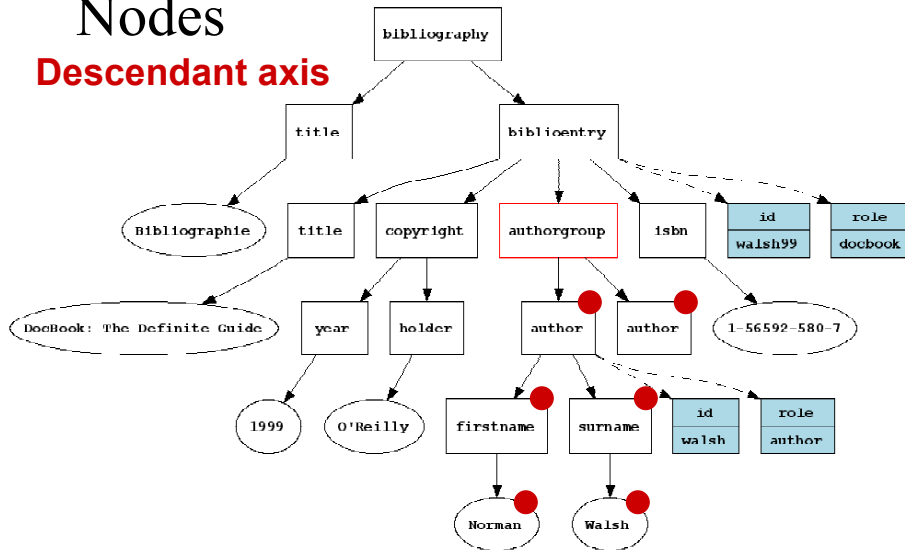 Nodes
Descendant axis
bibliography
title
biblioentry
Bibliographie
title
copyright
authorgroup
isbn
id
walsh99
role
docbook
DocBook: The Definite Guide
year
holder
author
author
1-56592-580-7
1999
O'Reilly
firstname
surname
id
walsh
role
author
Norman
Walsh